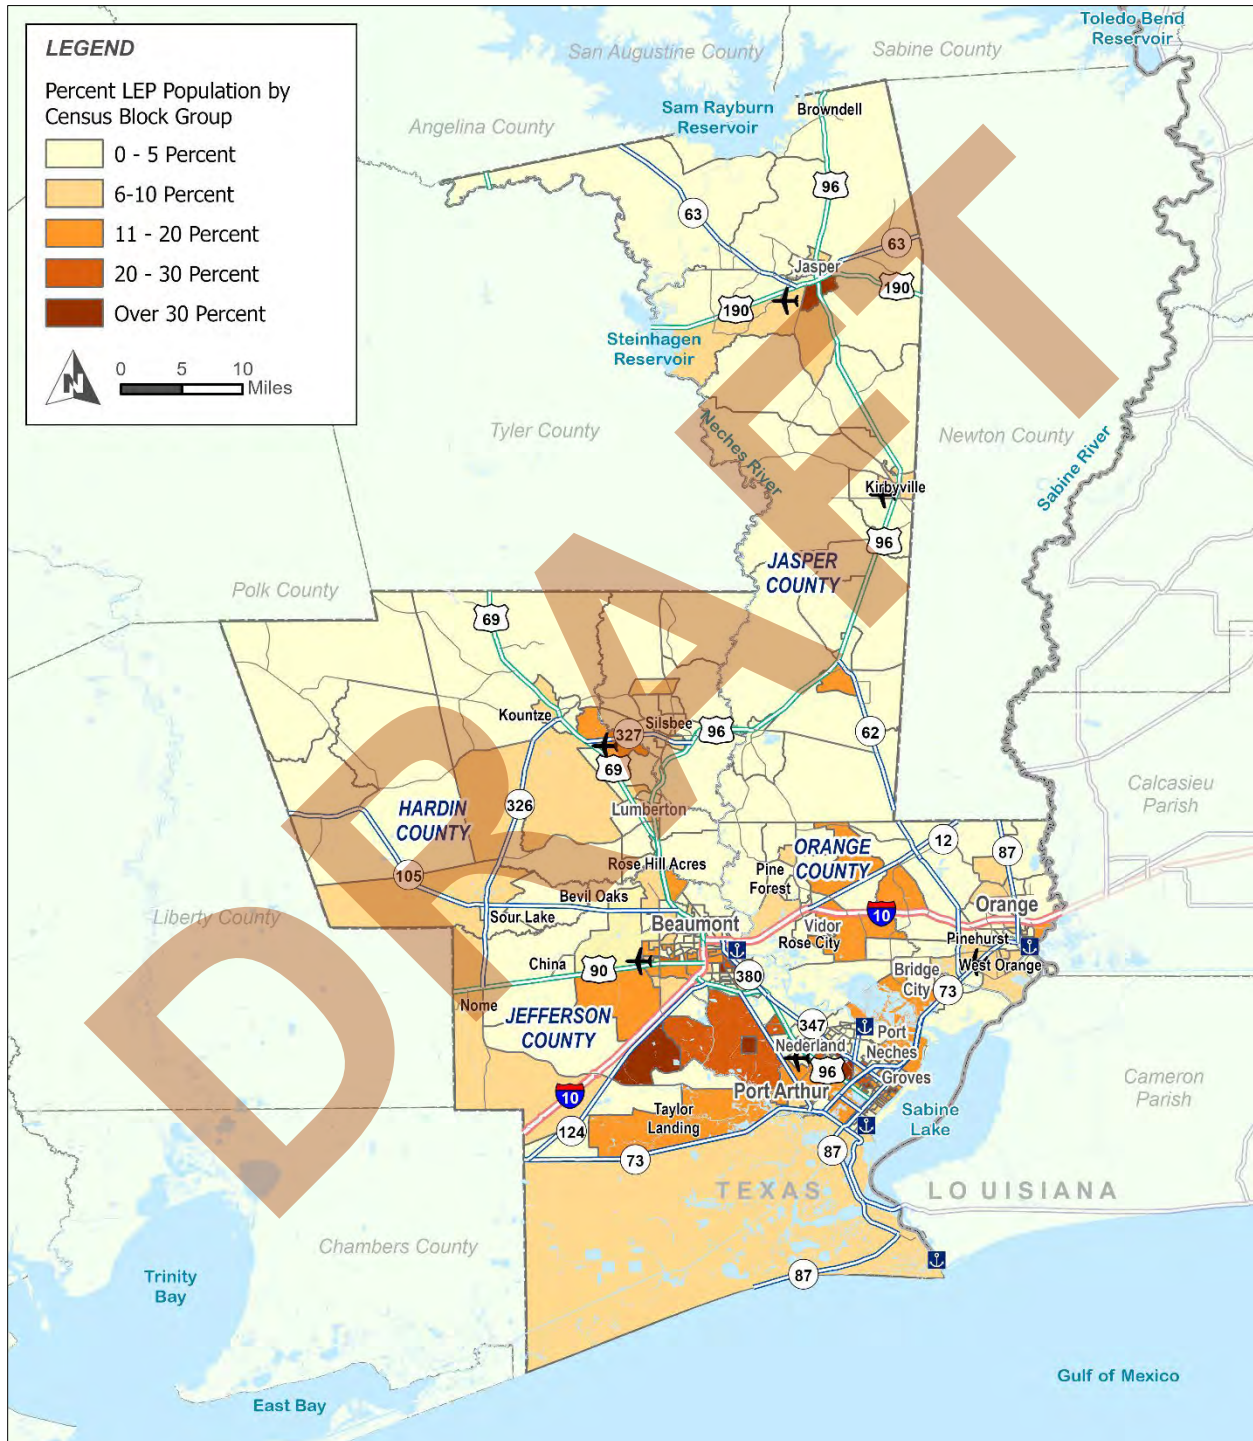 LEGEND
Percent LEP Population by
Census Block Group
0 - 5 Percent
6-10 Percent
11 - 20 Percent
20 - 30 Percent
Over 30 Percent
N
0 5 10
Miles
Toledo Bend
Reservoir
San Augustine County
Sabine County
Sam Rayburn
Reservoir
Browndell
Angelina County
96
63
63
Jasper
190
190
Steinhagen
Reservoir
Tyler County
Neches River
Newton County
Sabine River
Kirbyville
96
JASPER
COUNTY
Polk County
69
Kountze
327
Silsbee
96
62
69
326
Lumberton
HARDIN
COUNTY
Calcasieu
Parish
ORANGE
COUNTY
12
87
105
Rose Hill Acres
Pine
Forest
Bevil Oaks
Orange
Liberty County
Sour Lake
Beaumont
10
Vidor
Rose City
Pinehurst
West Orange
China
90
380
Bridge
City
73
Nome
JEFFERSON
COUNTY
347
Port
Neches
Nederland
96
Groves
Port Arthur
10
Taylor
Landing
Sabine
Lake
Cameron
Parish
124
73
87
TEXAS
LOUISIANA
Chambers County
87
Trinity
Bay
Gulf of Mexico
East Bay
DRAFT